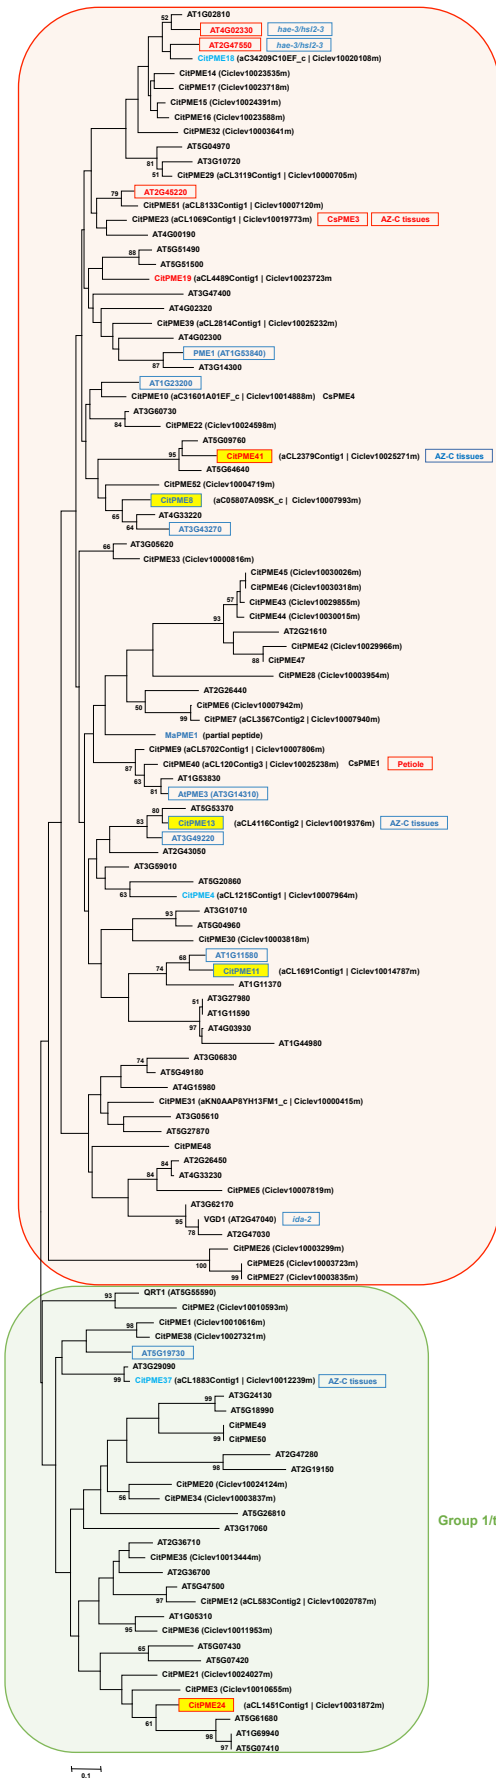 AT1G02810
52
AT4G02330 hae-3/hsl2-3
AT2G47550 hae-3/hsl2-3
CitPME18 (aC34209C10EF_c | Ciclev10020108m)
CitPME14 (Ciclev10023535m)
CitPME17 (Ciclev10023718m)
CitPME15 (Ciclev10024391m)
CitPME16 (Ciclev10023588m)
CitPME32 (Ciclev10003641m)
AT5G04970
81 AT3G10720
51 CitPME29 (aCL3119Contig1 | Ciclev10000705m)
AT2G45220
79
CitPME51 (aCL8133Contig1 | Ciclev10007120m)
CitPME23 (aCL1069Contig1 | Ciclev10019773m) CsPME3 AZ-C tissues
AT4G00190
AT5G51490
88
AT5G51500
CitPME19 (aCL4489Contig1 | Ciclev10023723m
AT3G47400
AT4G02320
CitPME39 (aCL2814Contig1 | Ciclev10025232m)
AT4G02300
PME1 (AT1G53840)
87 AT3G14300
AT1G23200
CitPME10 (aC31601A01EF_c | Ciclev10014888m) CsPME4
AT3G60730
84 CitPME22 (Ciclev10024598m)
AT5G09760
95 CitPME41 (aCL2379Contig1 | Ciclev10025271m) AZ-C tissues
AT5G64640
CitPME52 (Ciclev10004719m)
CitPME8 (aC05807A09SK_c | Ciclev10007993m)
65 AT4G33220
64 AT3G43270
66 AT3G05620
CitPME33 (Ciclev10000816m)
CitPME45 (Ciclev10030026m)
CitPME46 (Ciclev10030318m)
57 CitPME43 (Ciclev10029855m)
93 CitPME44 (Ciclev10030015m)
AT2G21610
CitPME42 (Ciclev10029966m)
88 CitPME47
CitPME28 (Ciclev10003954m)
AT2G26440
50 CitPME6 (Ciclev10007942m)
99 CitPME7 (aCL3567Contig2 | Ciclev10007940m)
MaPME1 (partial peptide)
CitPME9 (aCL5702Contig1 | Ciclev10007806m)
87 CitPME40 (aCL120Contig3 | Ciclev10025238m) CsPME1 Petiole
63 AT1G53830
81 AtPME3 (AT3G14310)
80 AT5G53370
83 CitPME13 (aCL4116Contig2 | Ciclev10019376m) AZ-C tissues
AT3G49220
AT2G43050
AT3G59010
AT5G20860
63 CitPME4 (aCL1215Contig1 | Ciclev10007964m)
93 AT3G10710
AT5G04960
CitPME30 (Ciclev10003818m)
68 AT1G11580
74 CitPME11 (aCL1691Contig1 | Ciclev10014787m)
AT1G11370
51 AT3G27980
AT1G11590
97 AT4G03930
AT1G44980
74 AT3G06830
AT5G49180
AT4G15980
CitPME31 (aKN0AAP8YH13FM1_c | Ciclev10000415m)
AT3G05610
AT5G27870
CitPME48
84 AT2G26450
84 AT4G33230
CitPME5 (Ciclev10007819m)
AT3G62170
95 VGD1 (AT2G47040) ida-2
78 AT2G47030
CitPME26 (Ciclev10003299m)
100 CitPME25 (Ciclev10003723m)
99 CitPME27 (Ciclev10003835m)
QRT1 (AT5G55590)
93
CitPME2 (Ciclev10010593m)
CitPME1 (Ciclev10010616m)
98
CitPME38 (Ciclev10027321m)
AT5G19730
AT3G29090
99 CitPME37 (aCL1883Contig1 | Ciclev10012239m) AZ-C tissues
99 AT3G24130
AT5G18990
CitPME49
99 CitPME50
AT2G47280
98 AT2G19150
CitPME20 (Ciclev10024124m)
56 CitPME34 (Ciclev10003837m)
AT5G26810
Group 1/t
AT3G17060
AT2G36710
CitPME35 (Ciclev10013444m)
AT2G36700
AT5G47500
97 CitPME12 (aCL583Contig2 | Ciclev10020787m)
AT1G05310
95 CitPME36 (Ciclev10011953m)
65 AT5G07430
AT5G07420
CitPME21 (Ciclev10024027m)
CitPME3 (Ciclev10010655m)
CitPME24 (aCL1451Contig1 | Ciclev10031872m)
61 AT5G61680
98 AT1G69940
97 AT5G07410
0.1